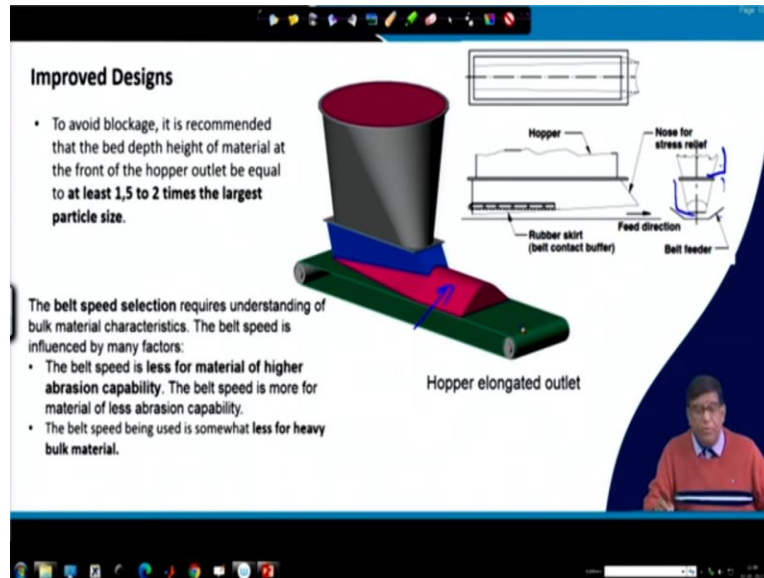 Improved Designs
• To avoid blockage, it is recommended
that the bed depth height of material at
the front of the hopper outlet be equal
to at least 1,5 to 2 times the largest
particle size.
Hopper
Nose for
stress relief
Rubber skirt
(belt contact buffer)
Feed direction
Belt feeder
The belt speed selection requires understanding of
bulk material characteristics. The belt speed is
influenced by many factors:
• The belt speed is less for material of higher
abrasion capability. The belt speed is more for
material of less abrasion capability.
• The belt speed being used is somewhat less for heavy
bulk material.
Hopper elongated outlet